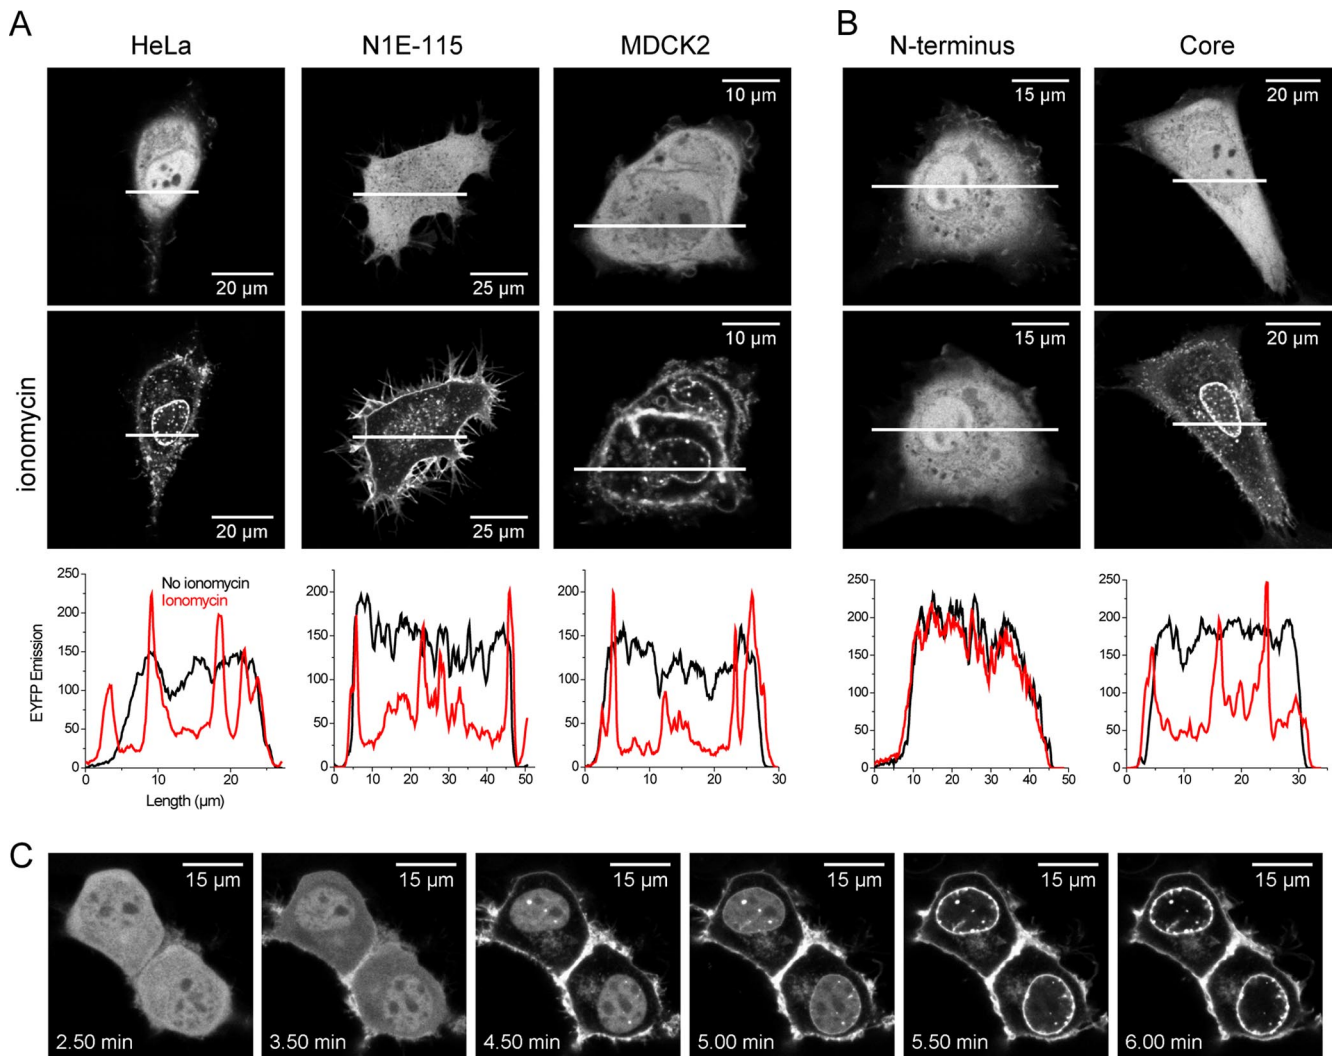 A
B
HeLa
N1E-115
MDCK2
N-terminus
Core
20 µm
25 µm
10 µm
15 µm
20 µm
ionomycin
20 µm
25 µm
10 µm
15 µm
20 µm
EYFP Emission
250
200
150
100
50
0
No ionomycin
Ionomycin
0
10
20
Length (µm)
200
150
100
50
0
0
10
20
30
40
50
200
150
100
50
0
0
10
20
30
250
200
150
100
50
0
0
10
20
30
40
50
250
200
150
100
50
0
0
10
20
30
C
15 µm
15 µm
15 µm
15 µm
15 µm
15 µm
2.50 min
3.50 min
4.50 min
5.00 min
5.50 min
6.00 min